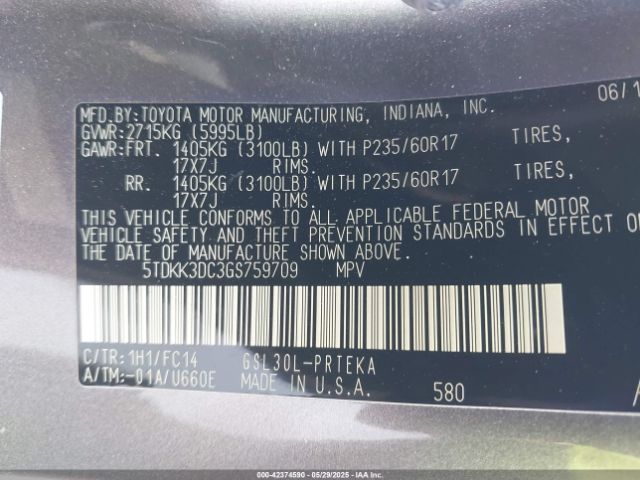 MFD.BY:TOYOTA MOTOR MANUFACTURING, INDIANA, INC. 06/1
GVWR:2715KG (5995LB)
GAWR:FRT. 1405KG (3100LB) WITH P235/60R17 TIRES,
17X7J RIMS.
RR. 1405KG (3100LB) WITH P235/60R17 TIRES,
17X7J RIMS.
THIS VEHICLE CONFORMS TO ALL APPLICABLE FEDERAL MOTOR
VEHICLE SAFETY AND THEFT PREVENTION STANDARDS IN EFFECT O
THE DATE OF MANUFACTURE SHOWN ABOVE.
5TDKK3DC3GS759709 MPV
C/TR:1H1/FC14 GSL30L-PRTEKA
A/TM:-01A/U660E MADE IN U.S.A. 580
000-42374590 - 05/29/2025 - IAAI.CA